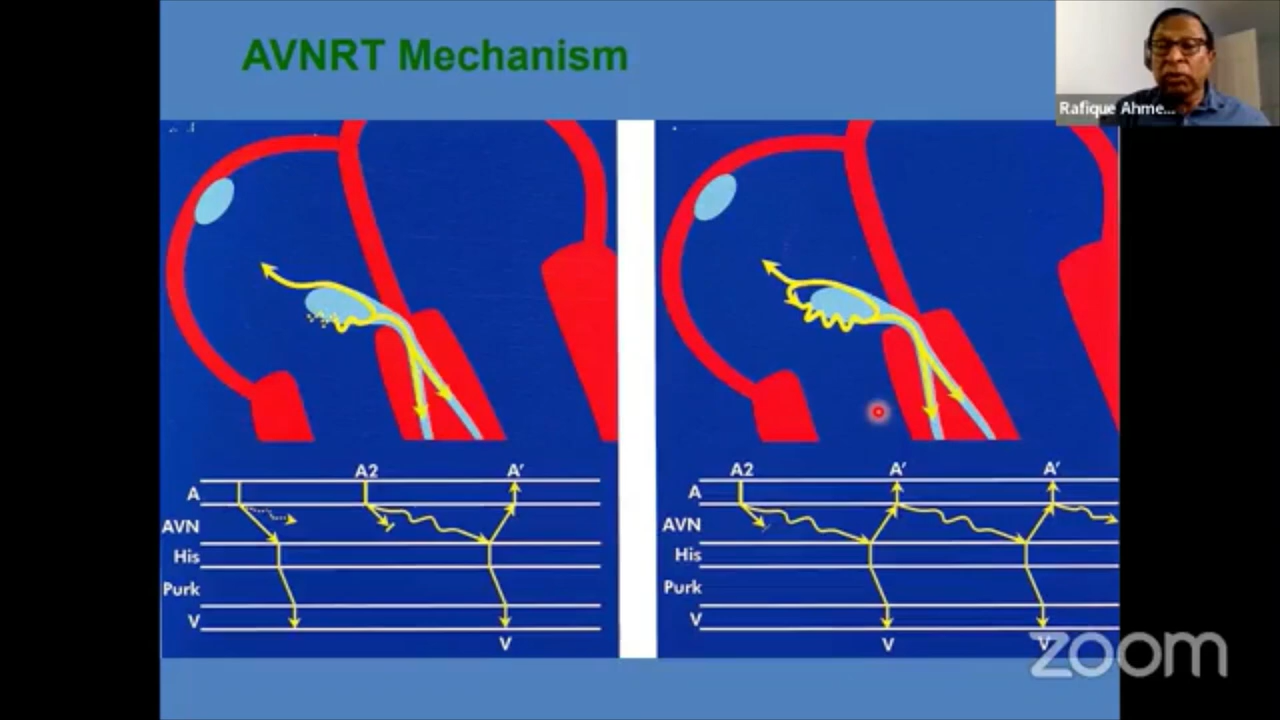 AVNRT Mechanism
Rafique Ahme...
A2
A'
A
AVN
His
Purk
V
V
A2
A'
A'
A
AVN
His
Purk
V
V
V
zoom